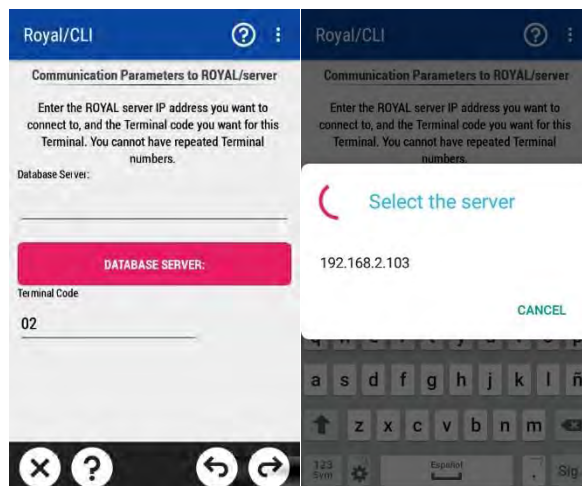 Royal/CLI
Communication Parameters to ROYAL/server
Enter the ROYAL server IP address you want to
connect to, and the Terminal code you want for this
Terminal. You cannot have repeated Terminal
numbers.
Database Server:
DATABASE SERVER:
Terminal Code
02
Royal/CLI
Communication Parameters to ROYAL/server
Enter the ROYAL server IP address you want to
connect to, and the Terminal code you want for this
Terminal. You cannot have repeated Terminal
numbers.
Select the server
192.168.2.103
CANCEL
a s d f g h j k l ñ
z x c v b n m
123
Sym
Español
,
Sig.